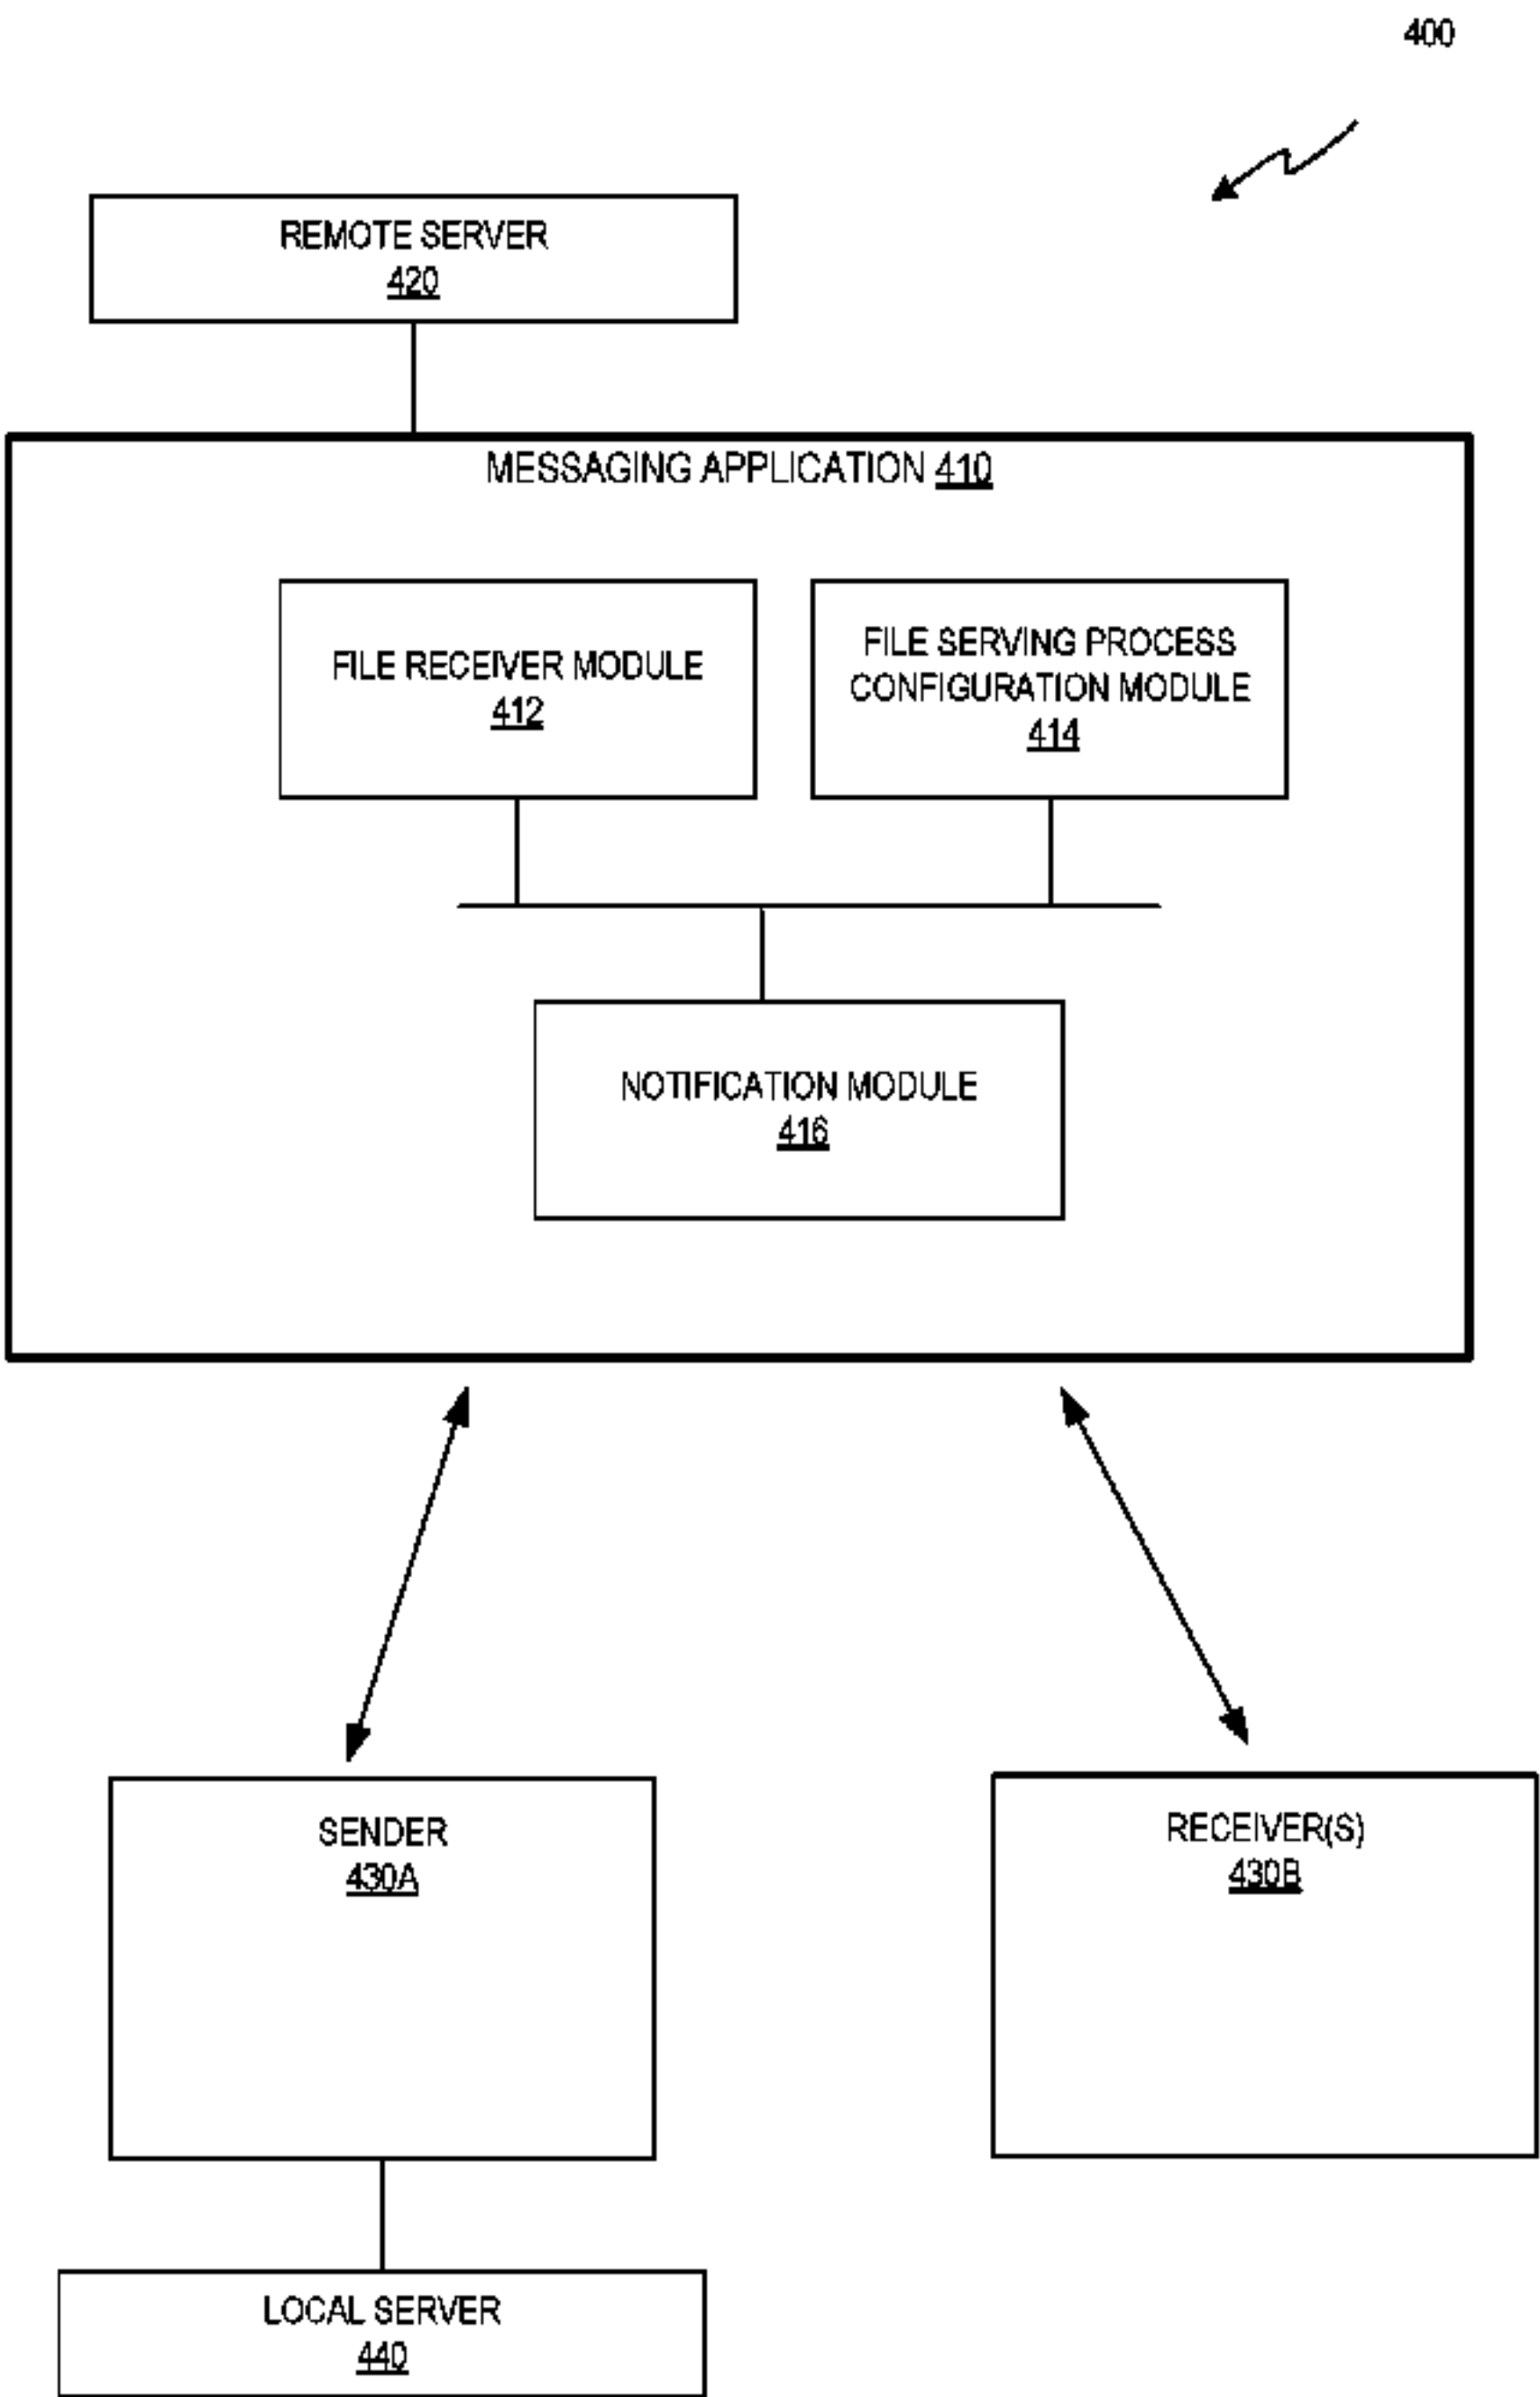 400
REMOTE SERVER
420
MESSAGING APPLICATION 410
FILE RECEIVER MODULE
412
FILE SERVING PROCESS
CONFIGURATION MODULE
414
NOTIFICATION MODULE
416
SENDER
430A
RECEIVER(S)
430B
LOCAL SERVER
440